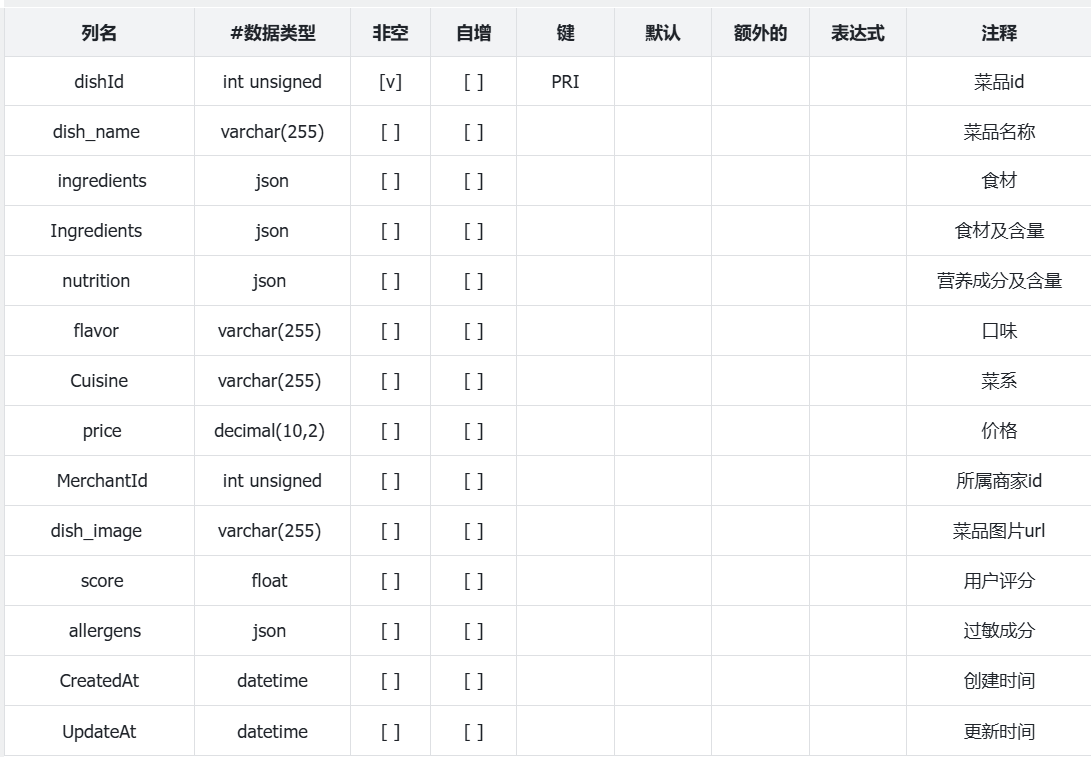 列名 #数据类型 非空 自增 键 默认 额外的 表达式 注释
dishId int unsigned [v] [ ] PRI 菜品id
dish_name varchar(255) [ ] [ ] 菜品名称
ingredients json [ ] [ ] 食材
Ingredients json [ ] [ ] 食材及含量
nutrition json [ ] [ ] 营养成分及含量
flavor varchar(255) [ ] [ ] 口味
Cuisine varchar(255) [ ] [ ] 菜系
price decimal(10,2) [ ] [ ] 价格
MerchantId int unsigned [ ] [ ] 所属商家id
dish_image varchar(255) [ ] [ ] 菜品图片url
score float [ ] [ ] 用户评分
allergens json [ ] [ ] 过敏成分
CreatedAt datetime [ ] [ ] 创建时间
UpdateAt datetime [ ] [ ] 更新时间